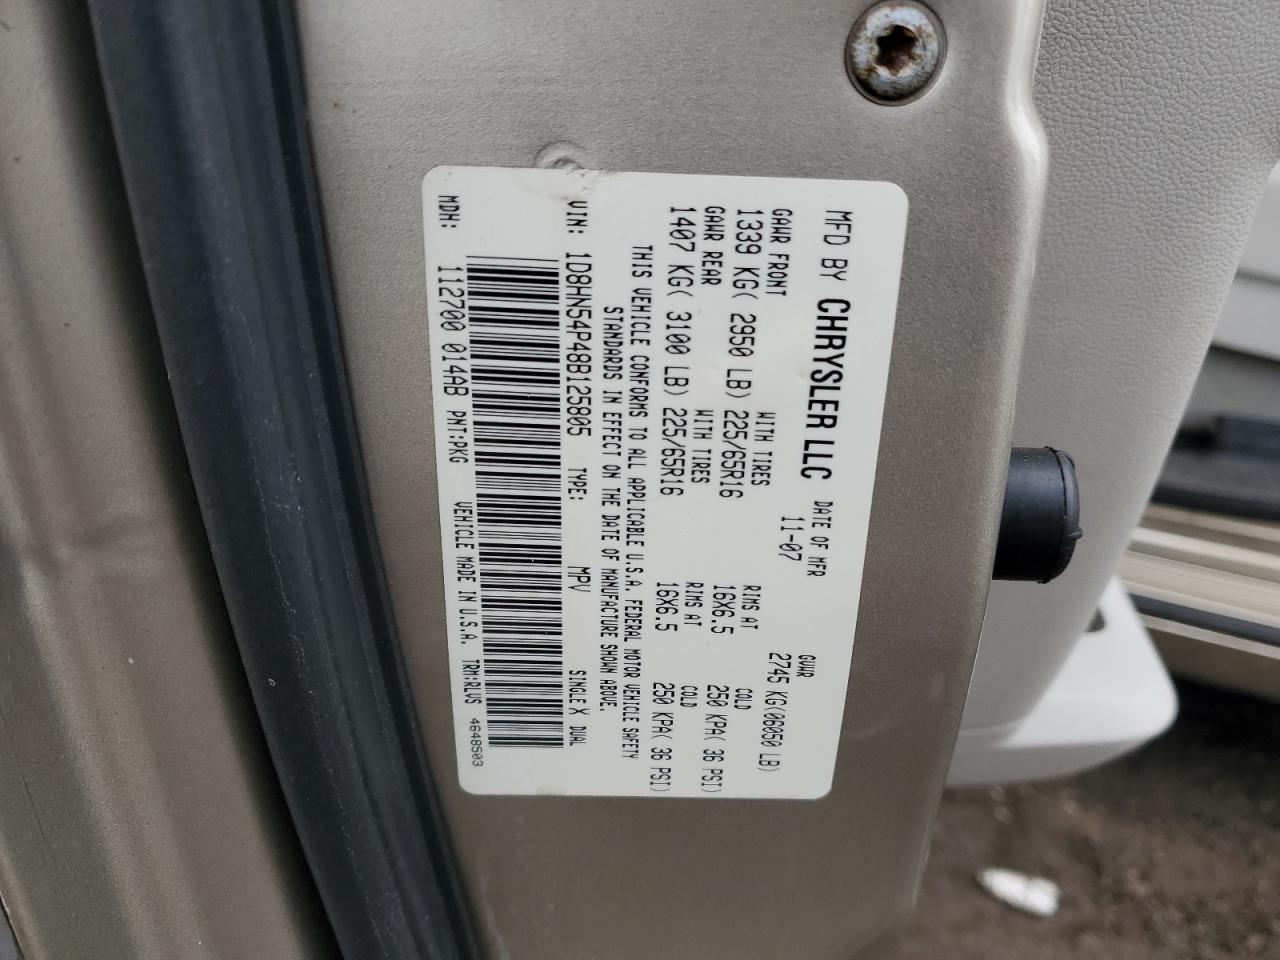 MFD BY CHRYSLER LLC DATE OF MFR GVWR
11-07 2745 KG(06050 LB)
GAWR FRONT WITH TIRES RIMS AT COLD
1339 KG( 2950 LB) 225/65R16 16X6.5 250 KPA( 36 PSI)
GAWR REAR WITH TIRES RIMS AT COLD
1407 KG( 3100 LB) 225/65R16 16X6.5 250 KPA( 36 PSI)
THIS VEHICLE CONFORMS TO ALL APPLICABLE U.S.A. FEDERAL MOTOR VEHICLE SAFETY
STANDARDS IN EFFECT ON THE DATE OF MANUFACTURE SHOWN ABOVE.
VIN: 1D8HN54P48B125805 TYPE: MPV SINGLE X DUAL
MDH: 112700 014AB PNT:PKG VEHICLE MADE IN U.S.A. TRM:RLVS 4648503